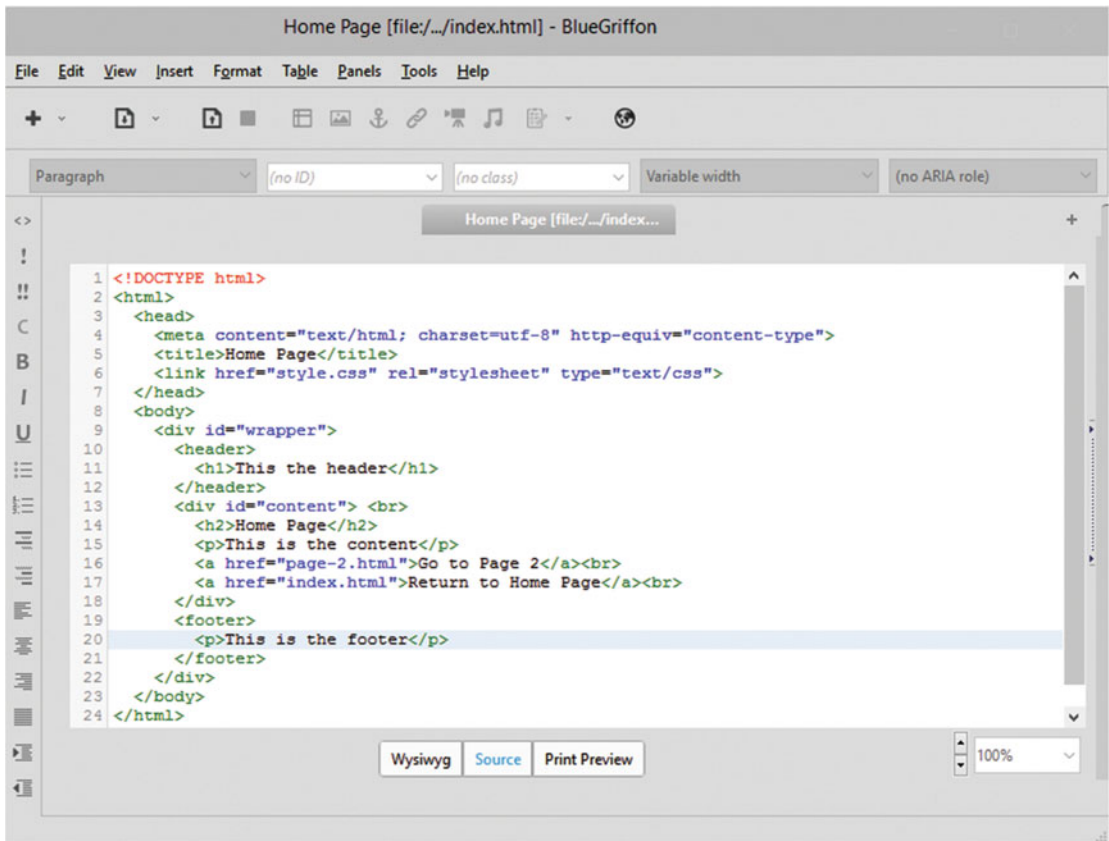 Home Page [file:/.../index.html] - BlueGriffon
File Edit View Insert Format Table Panels Tools Help
Paragraph (no ID) (no class) Variable width (no ARIA role)
Home Page [file:/.../index...
1 <!DOCTYPE html>
2 <html>
3 <head>
4 <meta content="text/html; charset=utf-8" http-equiv="content-type">
5 <title>Home Page</title>
6 <link href="style.css" rel="stylesheet" type="text/css">
7 </head>
8 <body>
9 <div id="wrapper">
10 <header>
11 <h1>This the header</h1>
12 </header>
13 <div id="content"> <br>
14 <h2>Home Page</h2>
15 <p>This is the content</p>
16 <a href="page-2.html">Go to Page 2</a><br>
17 <a href="index.html">Return to Home Page</a><br>
18 </div>
19 <footer>
20 <p>This is the footer</p>
21 </footer>
22 </div>
23 </body>
24 </html>
Wysiwyg Source Print Preview
100%